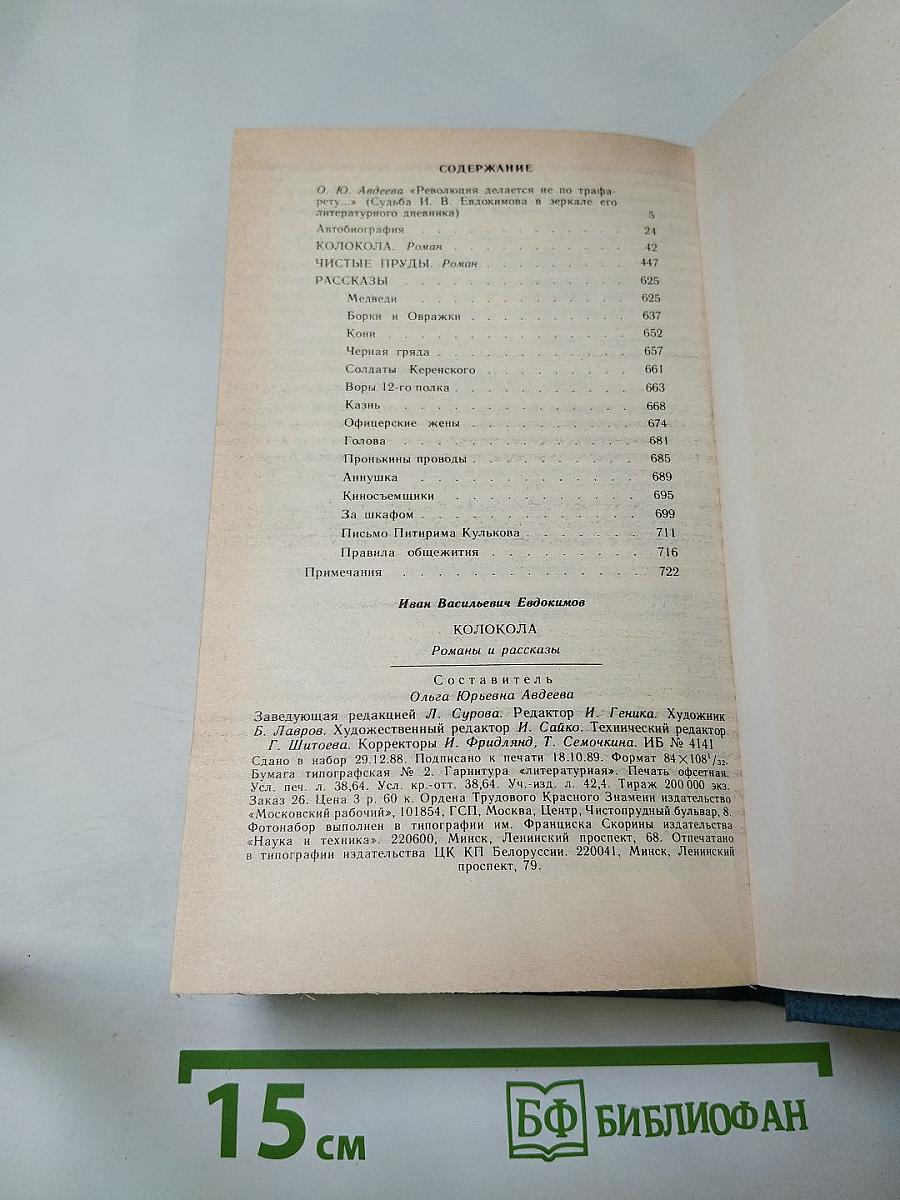 СОДЕРЖАНИЕ
О. Ю. Авдеева «Революция делается не по трафа-
рету...» (Судьба И. В. Евдокимова в зеркале его
литературного дневника) 5
Автобиография . . . . . . . . . . . . . 24
КОЛОКОЛА. Роман . . . . . . . . . . . 42
ЧИСТЫЕ ПРУДЫ. Роман . . . . . . . . . 447
РАССКАЗЫ . . . . . . . . . . . . . . 625
Медведи . . . . . . . . . . . . 625
Борки и Овражки . . . . . . . . . 637
Кони . . . . . . . . . . . . . 652
Черная гряда . . . . . . . . . . 657
Солдаты Керенского . . . . . . . . 661
Воры 12-го полка . . . . . . . . . 663
Казнь . . . . . . . . . . . . . 668
Офицерские жены . . . . . . . . . 674
Голова . . . . . . . . . . . . . 681
Пронькины проводы . . . . . . . . 685
Аннушка . . . . . . . . . . . . 689
Киносъемщики . . . . . . . . . . 695
За шкафом . . . . . . . . . . . 699
Письмо Питирима Кулькова . . . . . . 711
Правила общежития . . . . . . . . 716
Примечания . . . . . . . . . . . . . . 722
Иван Васильевич Евдокимов
КОЛОКОЛА
Романы и рассказы
Составитель
Ольга Юрьевна Авдеева
Заведующая редакцией Л. Сурова. Редактор И. Геника. Художник
Б. Лавров. Художественный редактор И. Сайко. Технический редактор
Г. Шитоева. Корректоры И. Фридлянд, Т. Семочкина. ИБ № 4141
Сдано в набор 29.12.88. Подписано к печати 18.10.89. Формат 84×108¹/₃₂.
Бумага типографская № 2. Гарнитура «литературная». Печать офсетная.
Усл. печ. л. 38,64. Усл. кр.-отт. 38,64. Уч.-изд. л. 42,4. Тираж 200 000 экз.
Заказ 26. Цена 3 р. 60 к. Ордена Трудового Красного Знамени издательство
«Московский рабочий», 101854, ГСП, Москва, Центр, Чистопрудный бульвар, 8.
Фотонабор выполнен в типографии им. Франциска Скорины издательства
«Наука и техника». 220600, Минск, Ленинский проспект, 68. Отпечатано
в типографии издательства ЦК КП Белоруссии. 220041, Минск, Ленинский
проспект, 79.
15 см
БФ БИБЛИОФАН